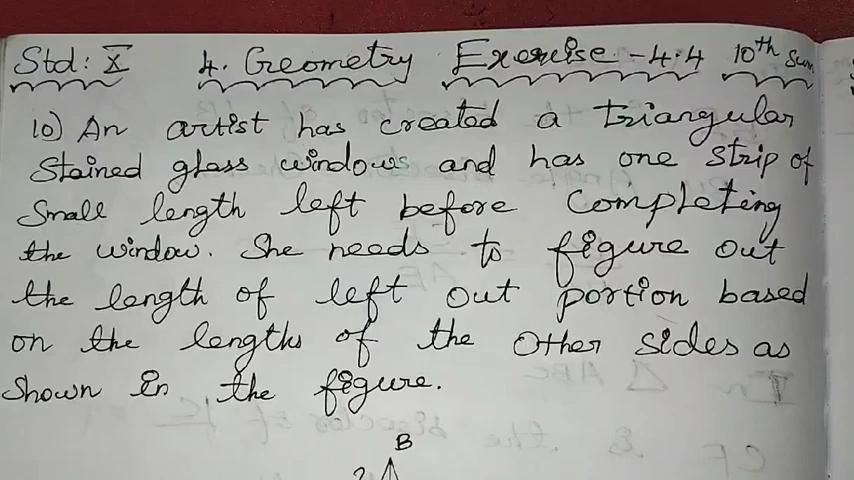 Std: X 4. Geometry Exercise - 4.4 10th Sum
10) An artist has created a triangular
Stained glass windows and has one strip of
Small length left before completing
the window. She needs to figure out
the length of left out portion based
on the lengths of the other sides as
Shown in the figure.
B
2